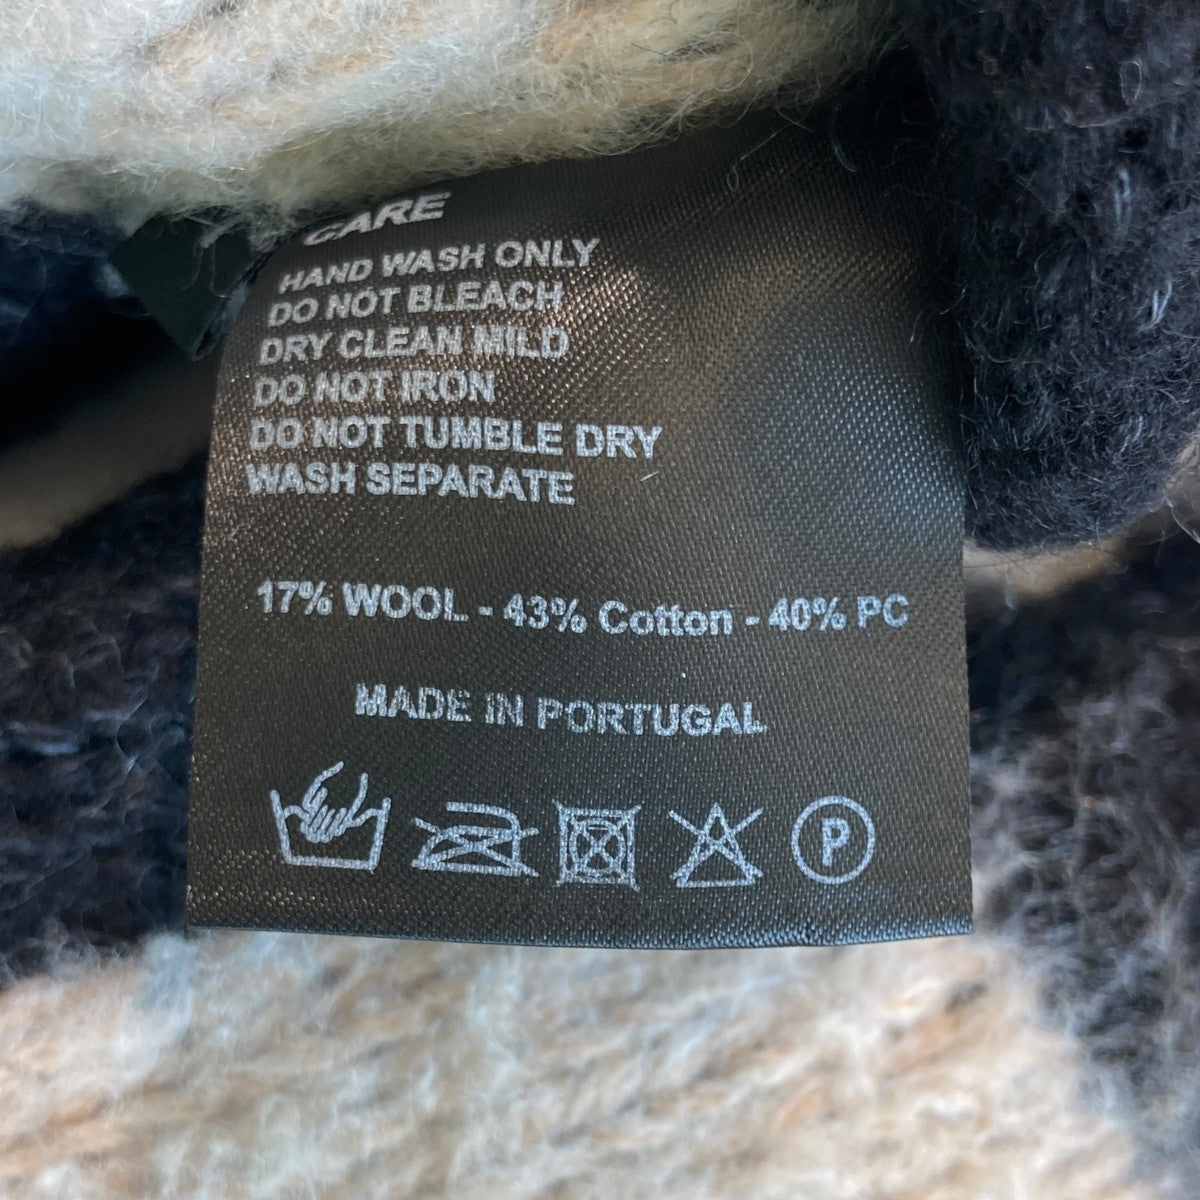 CARE
HAND WASH ONLY
DO NOT BLEACH
DRY CLEAN MILD
DO NOT IRON
DO NOT TUMBLE DRY
WASH SEPARATE
17% WOOL - 43% Cotton - 40% PC
MADE IN PORTUGAL
P